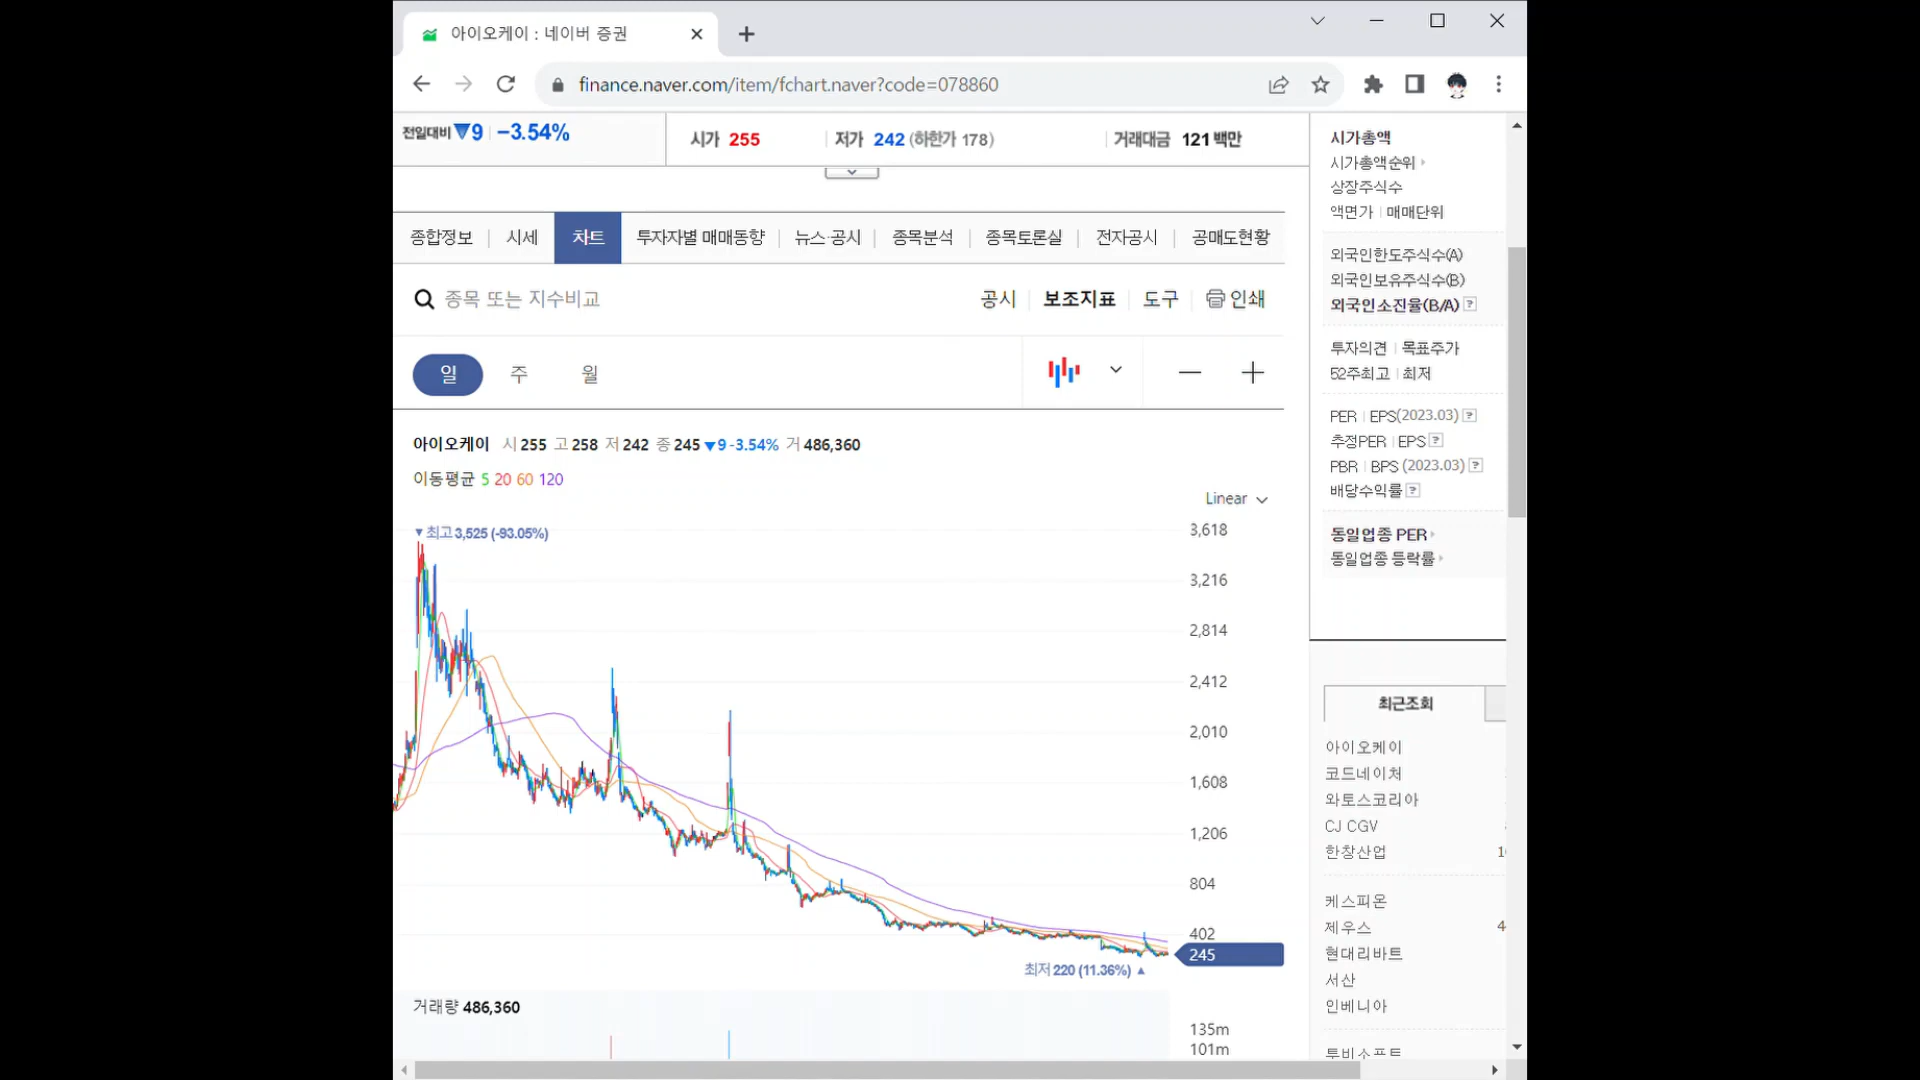 아이오케이 : 네이버 증권
finance.naver.com/item/fchart.naver?code=078860
전일대비 ▼9 -3.54%
시가 255 저가 242 (하한가 178) 거래대금 121 백만
종합정보 시세 차트 투자자별 매매동향 뉴스·공시 종목분석 종목토론실 전자공시 공매도현황
종목 또는 지수비교
공시 보조지표 도구 인쇄
일 주 월
아이오케이 시 255 고 258 저 242 종 245 ▼9 -3.54% 거 486,360
이동평균 5 20 60 120
Linear
▼최고 3,525 (-93.05%)
3,618
3,216
2,814
2,412
2,010
1,608
1,206
804
402
245
최저 220 (11.36%) ▲
거래량 486,360
135m
101m
시가총액
시가총액순위
상장주식수
액면가 매매단위
외국인한도주식수(A)
외국인보유주식수(B)
외국인소진율(B/A) ?
투자의견 목표주가
52주최고 최저
PER EPS(2023.03) ?
추정PER EPS ?
PBR BPS (2023.03) ?
배당수익률 ?
동일업종 PER
동일업종 등락률
최근조회
아이오케이
코드네이처
와토스코리아
CJ CGV
한창산업
케스피온
제우스 4
현대리바트
서산
인베니아
투비소프트